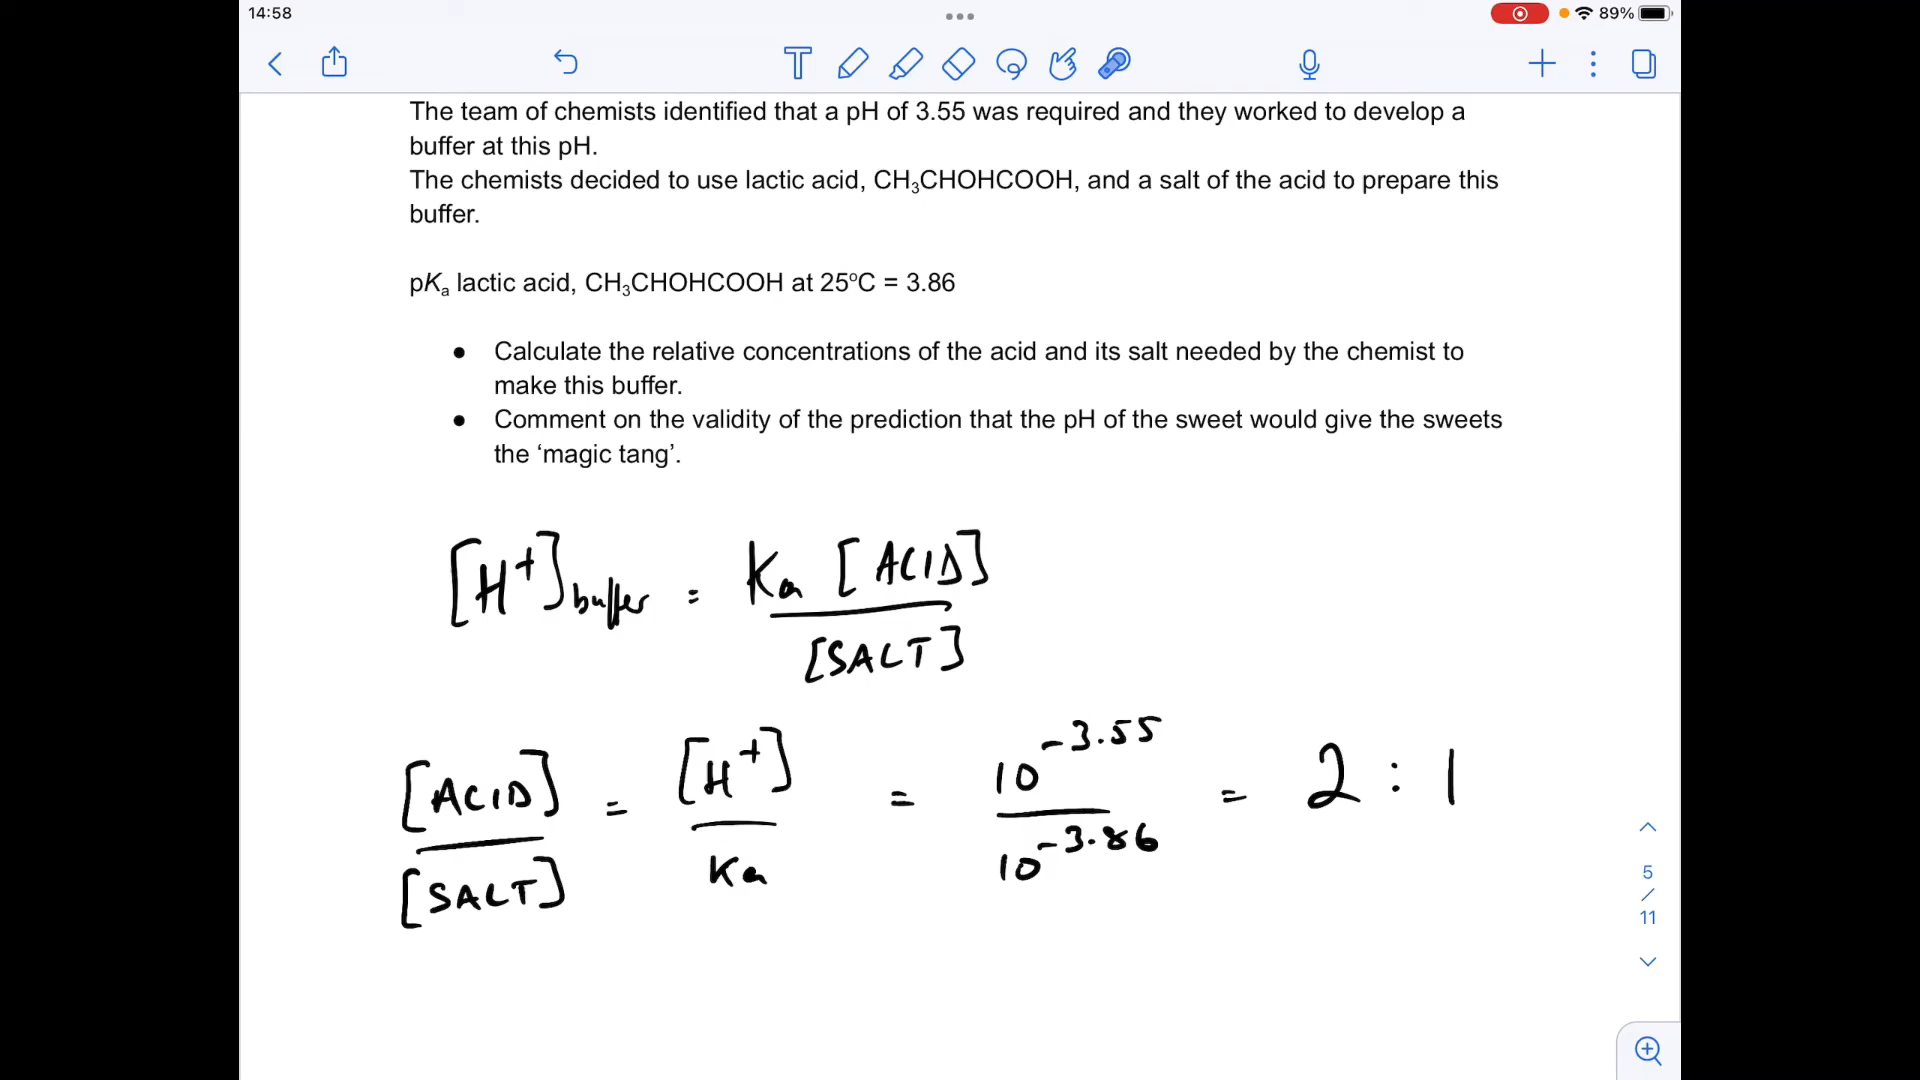 14:58
89%
The team of chemists identified that a pH of 3.55 was required and they worked to develop a
buffer at this pH.
The chemists decided to use lactic acid, CH₃CHOHCOOH, and a salt of the acid to prepare this
buffer.
pKₐ lactic acid, CH₃CHOHCOOH at 25ºC = 3.86
● Calculate the relative concentrations of the acid and its salt needed by the chemist to
make this buffer.
● Comment on the validity of the prediction that the pH of the sweet would give the sweets
the ‘magic tang’.
[H⁺]buffer = Ka [ACID]
[SALT]
[ACID] / [SALT] = [H⁺] / Ka = 10^-3.55 / 10^-3.86 = 2 : 1
5
/
11